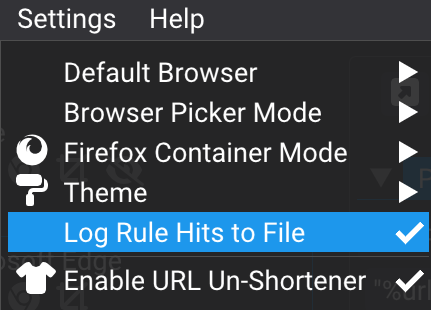 Settings Help
Default Browser
Browser Picker Mode
Firefox Container Mode
Theme
Log Rule Hits to File
Enable URL Un-Shortener